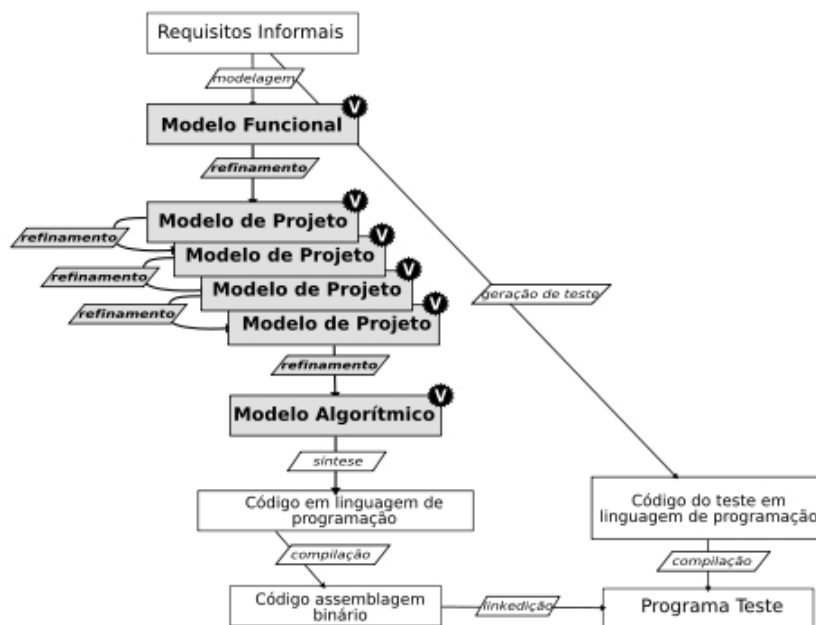 Requisitos Informais
modelagem
V
Modelo Funcional
refinamento
V
Modelo de Projeto
refinamento
V
Modelo de Projeto
refinamento
V
Modelo de Projeto
refinamento
V
Modelo de Projeto
geração de teste
refinamento
V
Modelo Algorítmico
síntese
Código em linguagem de
programação
Código do teste em
linguagem de programação
compilação
compilação
Código assemblagem
binário
linkedição
Programa Teste